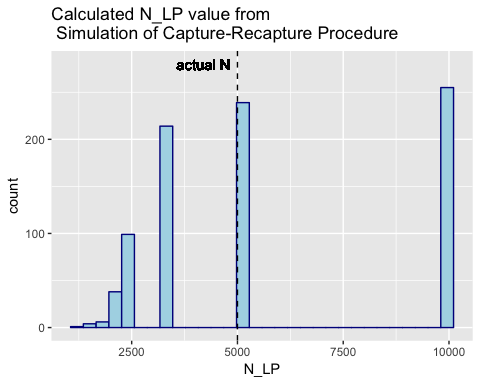 Calculated N_LP value from
Simulation of Capture-Recapture Procedure
actual N
200
100
0
count
2500
5000
7500
10000
N_LP